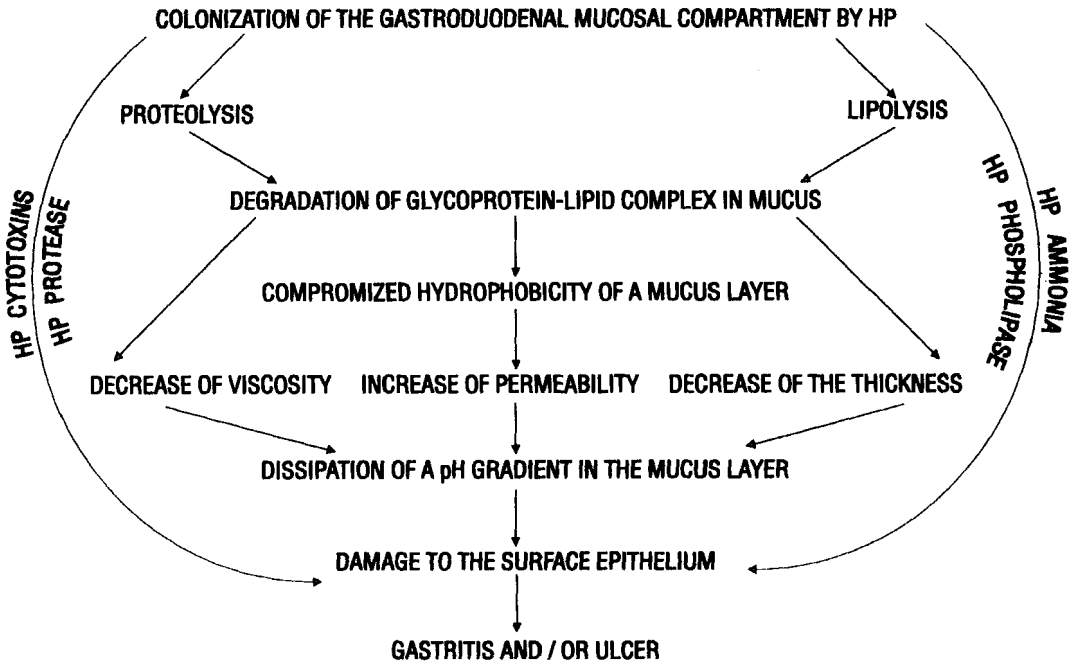 COLONIZATION OF THE GASTRODUODENAL MUCOSAL COMPARTMENT BY HP
PROTEOLYSIS
LIPOLYSIS
HP CYTOTOXINS
HP PROTEASE
HP AMMONIA
HP PHOSPHOLIPASE
DEGRADATION OF GLYCOPROTEIN-LIPID COMPLEX IN MUCUS
COMPROMIZED HYDROPHOBICITY OF A MUCUS LAYER
DECREASE OF VISCOSITY
INCREASE OF PERMEABILITY
DECREASE OF THE THICKNESS
DISSIPATION OF A pH GRADIENT IN THE MUCUS LAYER
DAMAGE TO THE SURFACE EPITHELIUM
GASTRITIS AND / OR ULCER